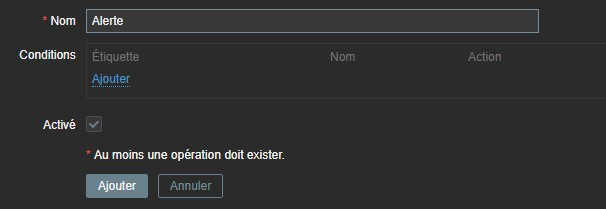 * Nom Alerte
Conditions Étiquette Nom Action
Ajouter
Activé
* Au moins une opération doit exister.
Ajouter Annuler